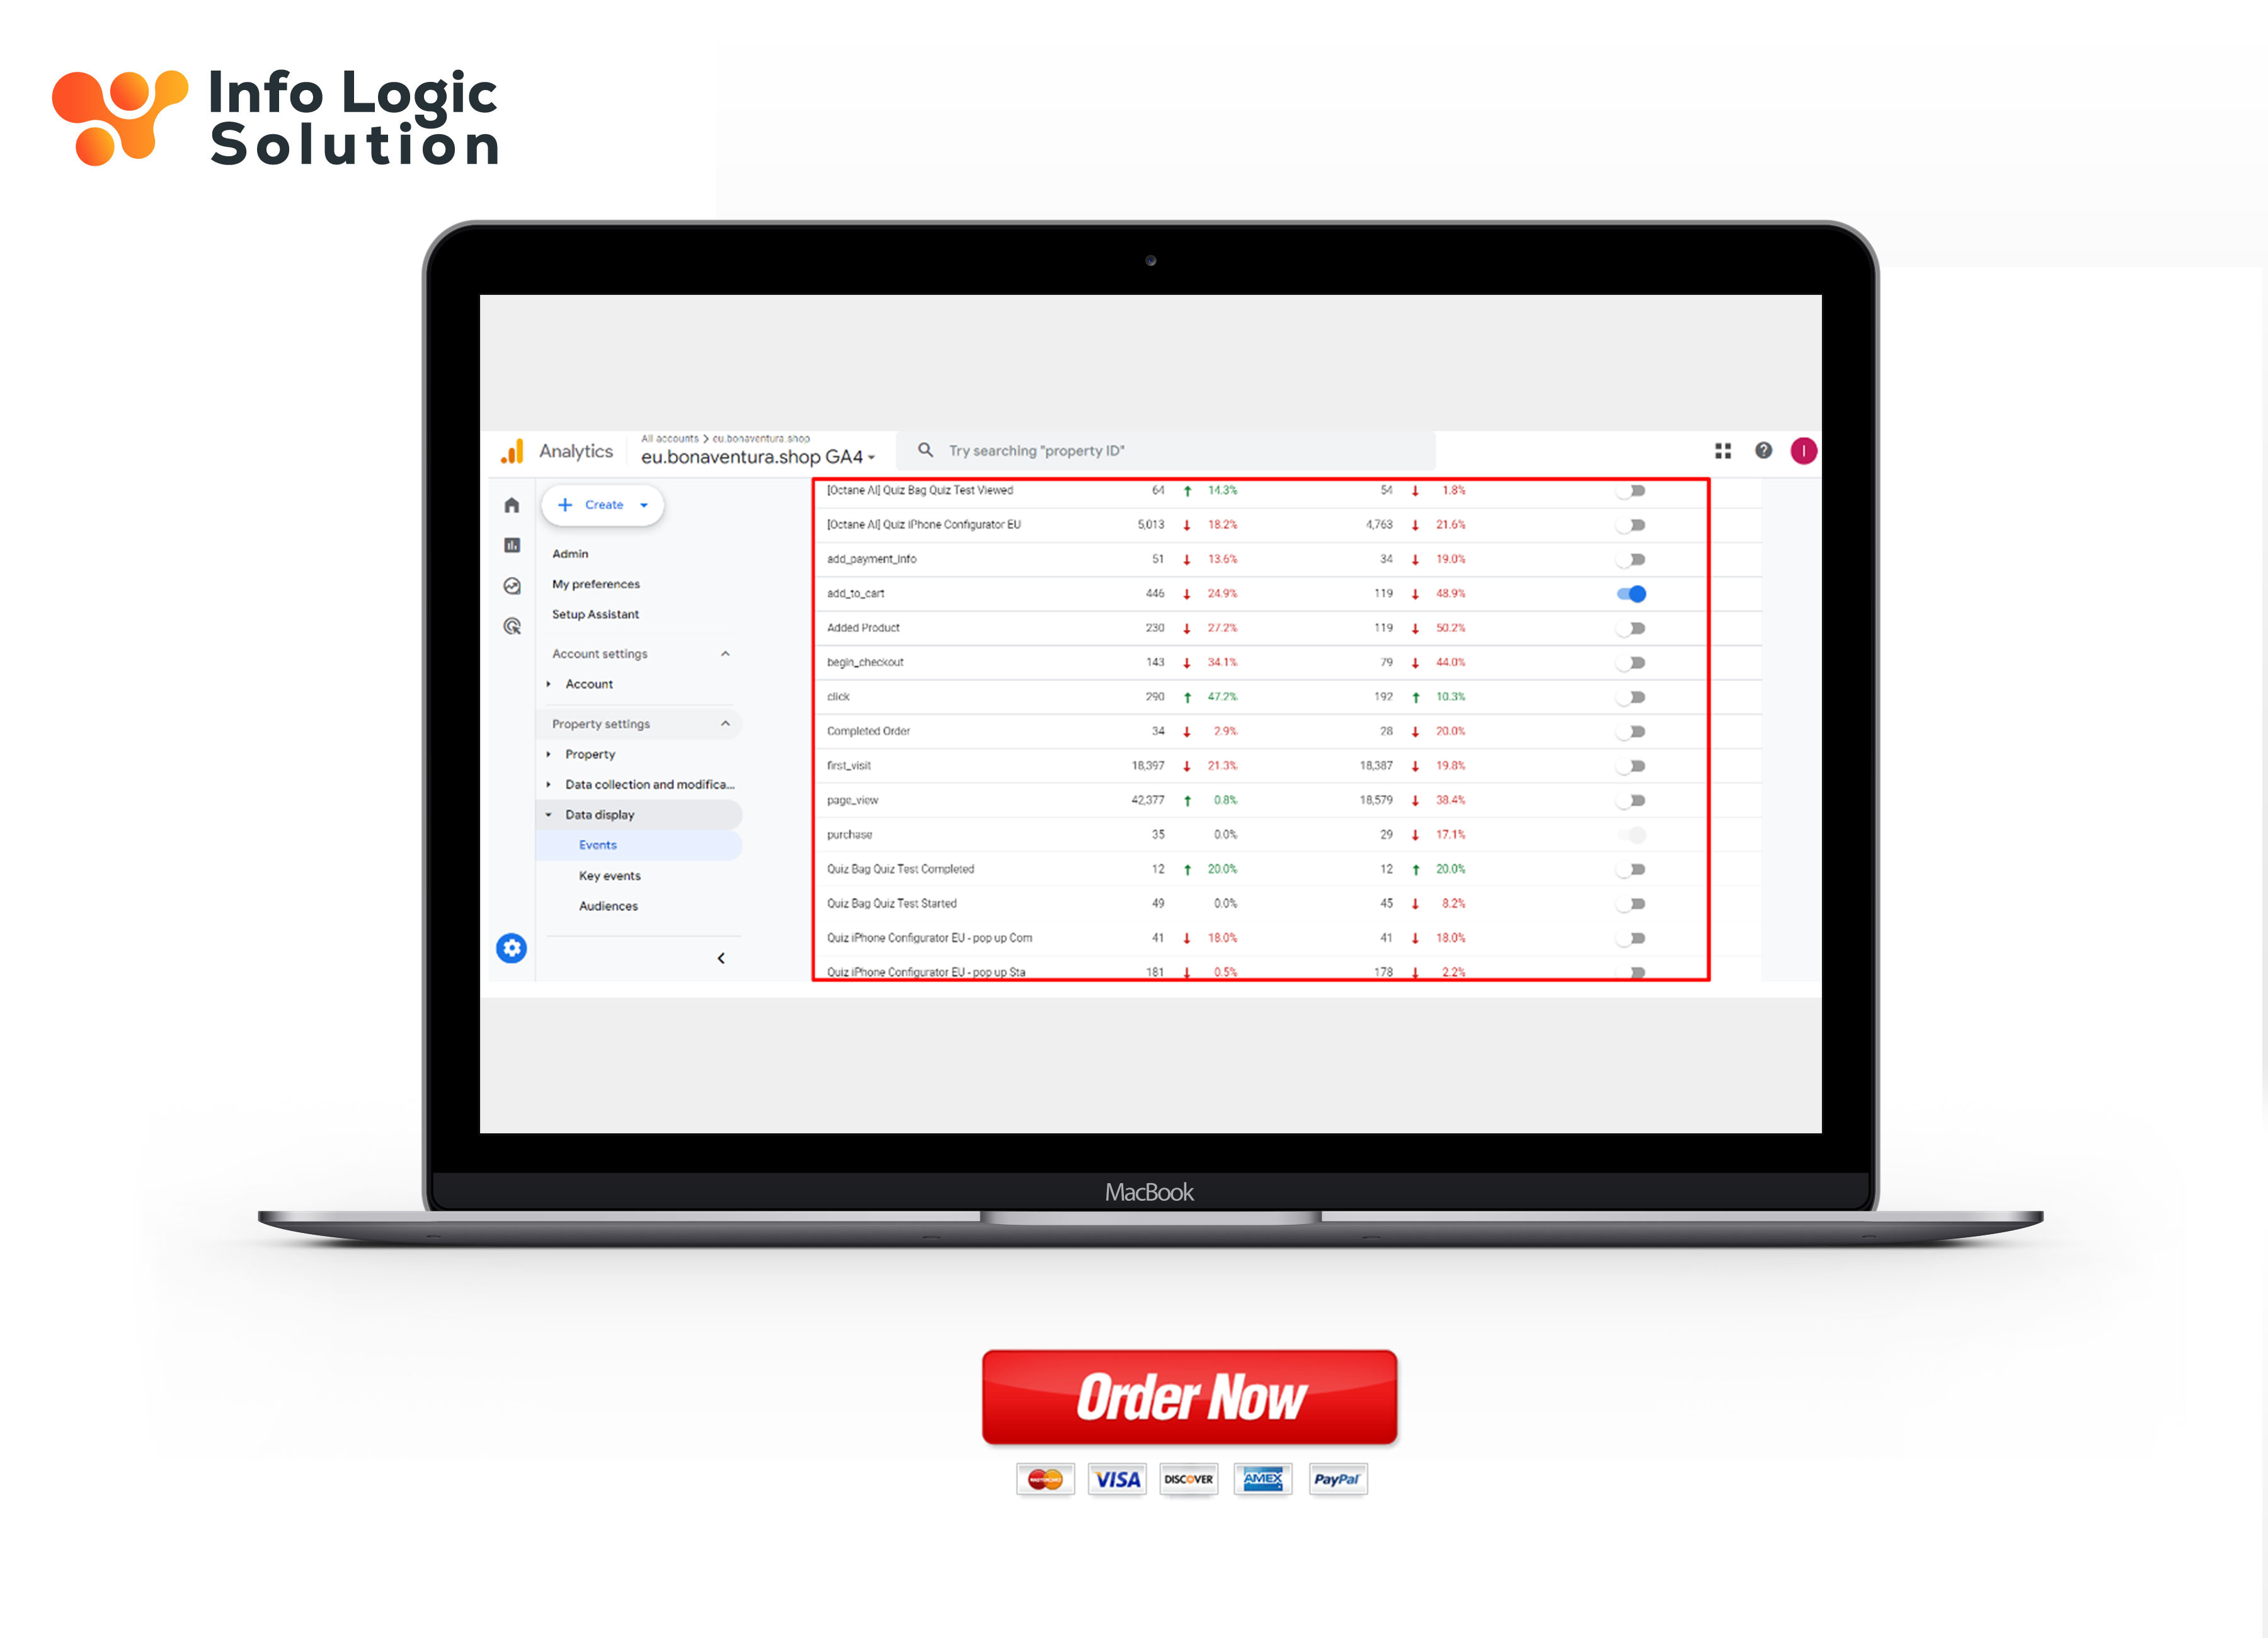 Info Logic
Solution
Analytics
All accounts > eu.bonaventura.shop
eu.bonaventura.shop GA4
Try searching "property ID"
I
Create
Admin
My preferences
Setup Assistant
Account settings
Account
Property settings
Property
Data collection and modifica...
Data display
Events
Key events
Audiences
[Octane AI] Quiz Bag Quiz Test Viewed 64 ↑ 14.3% 54 ↓ 1.8%
[Octane AI] Quiz iPhone Configurator EU 5,013 ↓ 18.2% 4,763 ↓ 21.6%
add_payment_info 51 ↓ 13.6% 34 ↓ 19.0%
add_to_cart 446 ↓ 24.9% 119 ↓ 48.9%
Added Product 230 ↓ 27.2% 119 ↓ 50.2%
begin_checkout 143 ↓ 34.1% 79 ↓ 44.0%
click 290 ↑ 47.2% 192 ↑ 10.3%
Completed Order 34 ↓ 2.9% 28 ↓ 20.0%
first_visit 18,397 ↓ 21.3% 18,387 ↓ 19.8%
page_view 42,377 ↑ 0.8% 18,579 ↓ 38.4%
purchase 35 0.0% 29 ↓ 17.1%
Quiz Bag Quiz Test Completed 12 ↑ 20.0% 12 ↑ 20.0%
Quiz Bag Quiz Test Started 49 0.0% 45 ↓ 8.2%
Quiz iPhone Configurator EU - pop up Com 41 ↓ 18.0% 41 ↓ 18.0%
Quiz iPhone Configurator EU - pop up Sta 181 ↓ 0.5% 178 ↓ 2.2%
MacBook
Order Now
MasterCard VISA DISCOVER AMEX PayPal